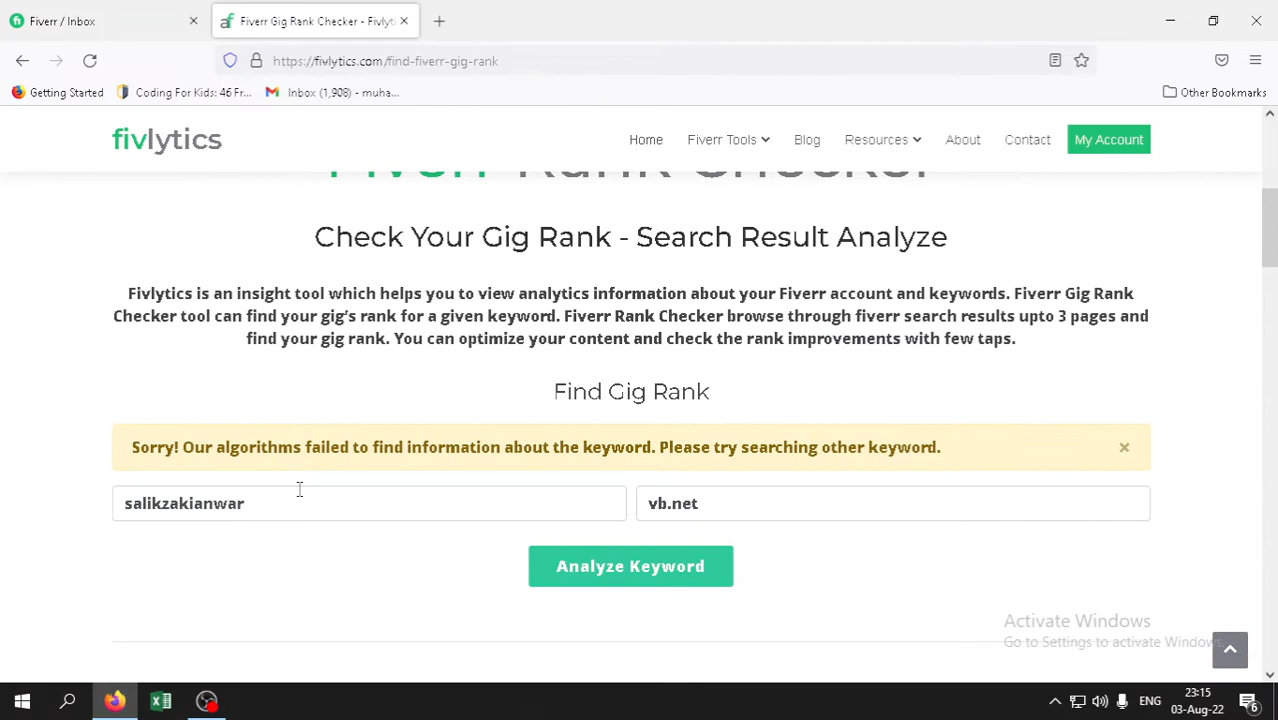 Fiverr / Inbox
Fiverr Gig Rank Checker - Fivlyti
https://fivlytics.com/find-fiverr-gig-rank
Getting Started
Coding For Kids: 46 Fr...
Inbox (1,908) - muha...
Other Bookmarks
fivlytics
Home
Fiverr Tools
Blog
Resources
About
Contact
My Account
Fiverr Rank Checker
Check Your Gig Rank - Search Result Analyze
Fivlytics is an insight tool which helps you to view analytics information about your Fiverr account and keywords. Fiverr Gig Rank
Checker tool can find your gig's rank for a given keyword. Fiverr Rank Checker browse through fiverr search results upto 3 pages and
find your gig rank. You can optimize your content and check the rank improvements with few taps.
Find Gig Rank
Sorry! Our algorithms failed to find information about the keyword. Please try searching other keyword.
salikzakianwar
vb.net
Analyze Keyword
Activate Windows
Go to Settings to activate Windows.
ENG
23:15
03-Aug-22
6